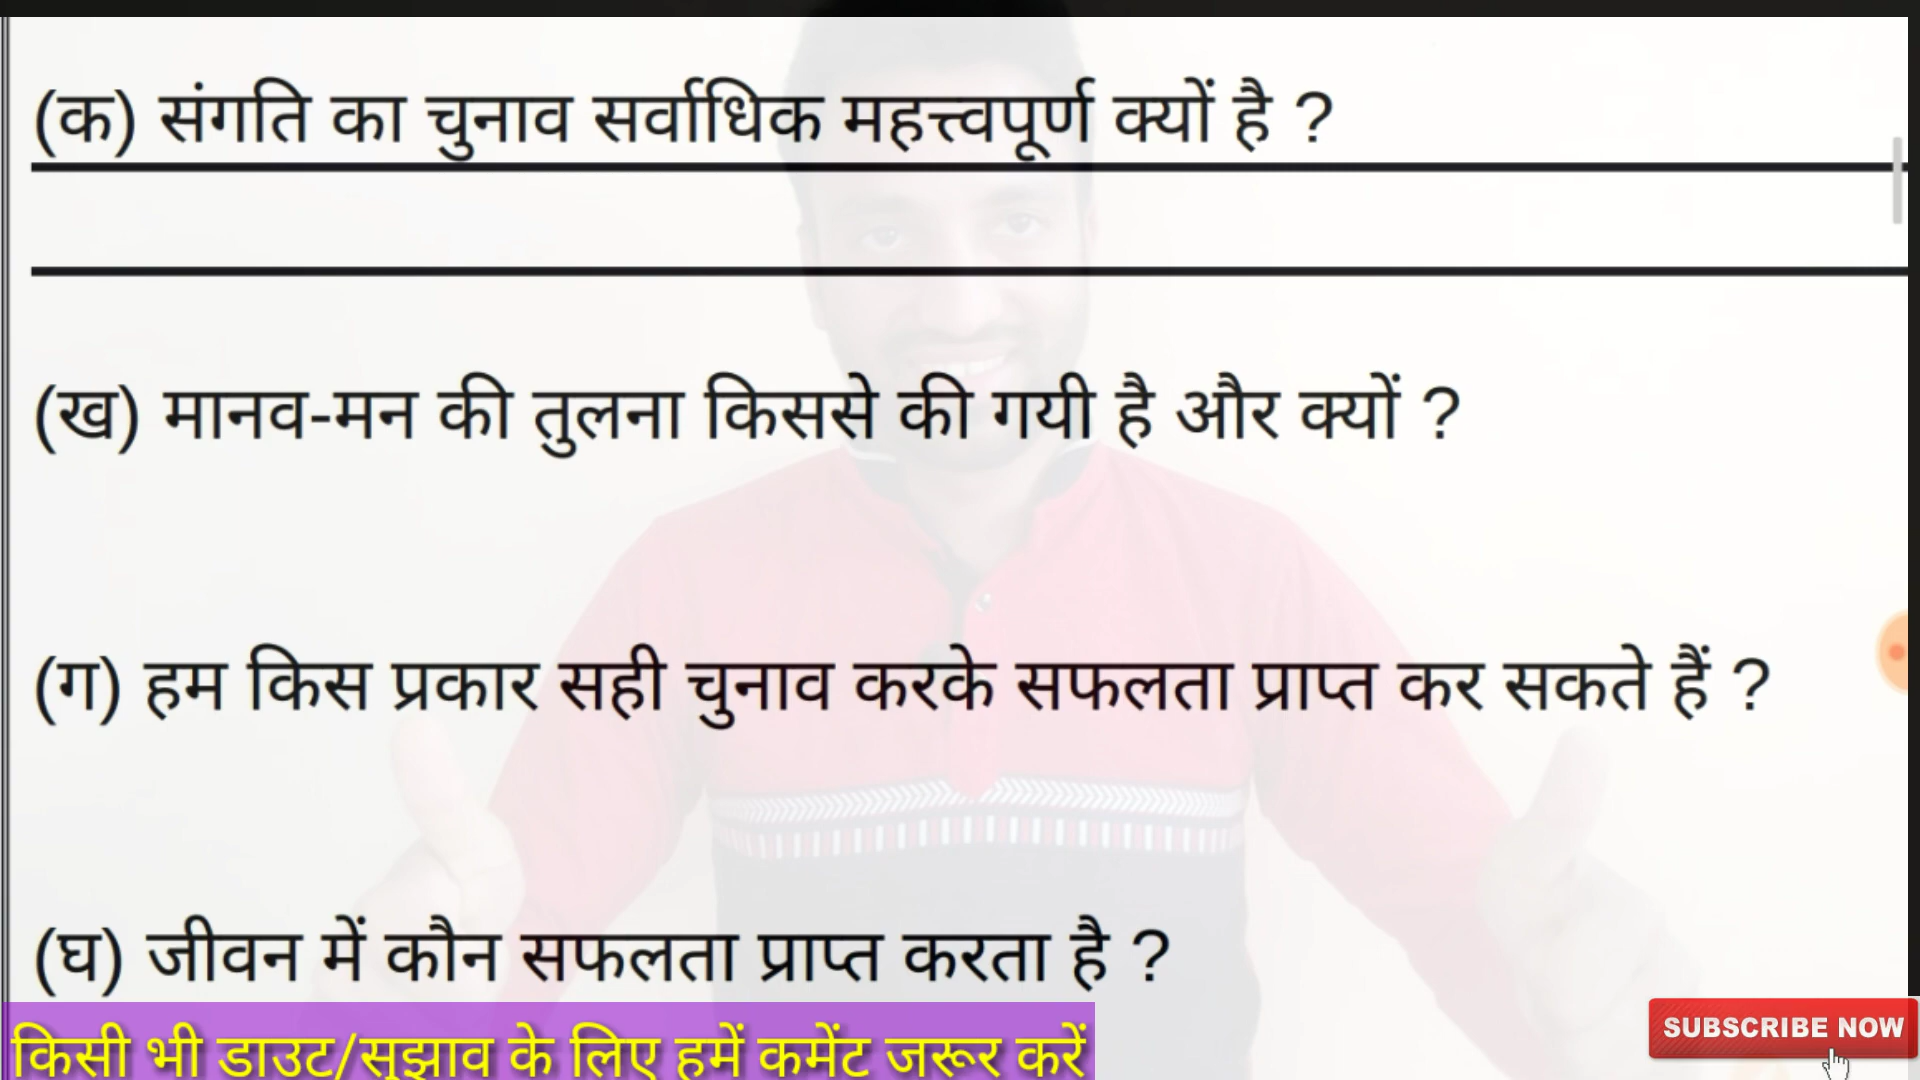 (क) संगति का चुनाव सर्वाधिक महत्त्वपूर्ण क्यों है ?
(ख) मानव-मन की तुलना किससे की गयी है और क्यों ?
(ग) हम किस प्रकार सही चुनाव करके सफलता प्राप्त कर सकते हैं ?
(घ) जीवन में कौन सफलता प्राप्त करता है ?
किसी भी डाउट/सुझाव के लिए हमें कमेंट जरूर करें
SUBSCRIBE NOW